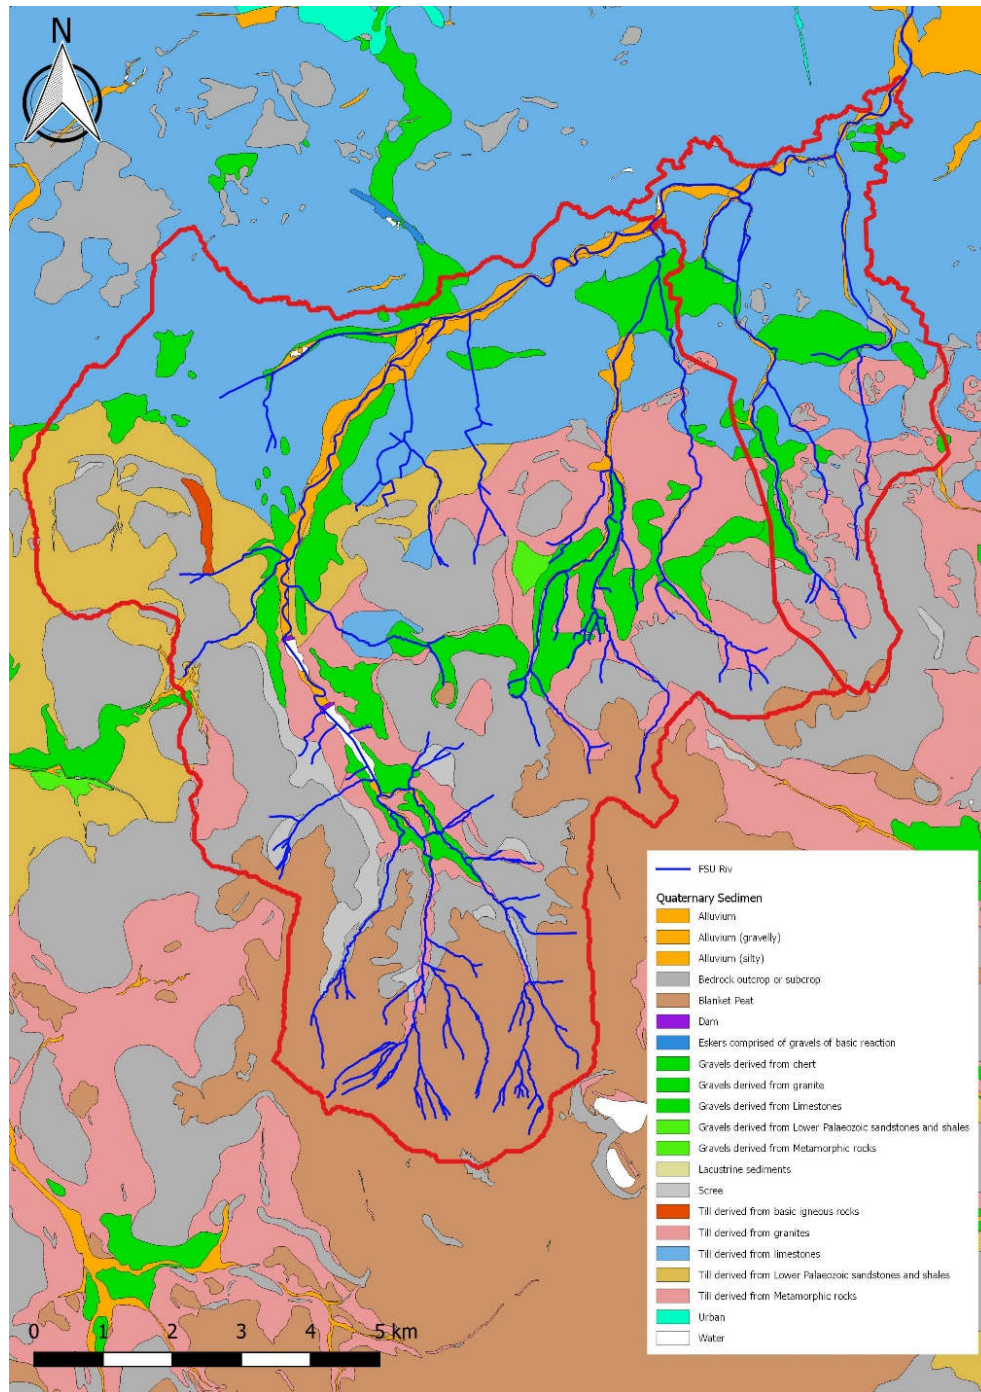 N
FSU Riv
Quaternary Sedimen
Alluvium
Alluvium (gravelly)
Alluvium (silty)
Bedrock outcrop or subcrop
Blanket Peat
Dam
Eskers comprised of gravels of basic reaction
Gravels derived from chert
Gravels derived from granite
Gravels derived from Limestones
Gravels derived from Lower Palaeozoic sandstones and shales
Gravels derived from Metamorphic rocks
Lacustrine sediments
Scree
Till derived from basic igneous rocks
Till derived from granites
Till derived from limestones
Till derived from Lower Palaeozoic sandstones and shales
Till derived from Metamorphic rocks
Urban
Water
0 1 2 3 4 5 km